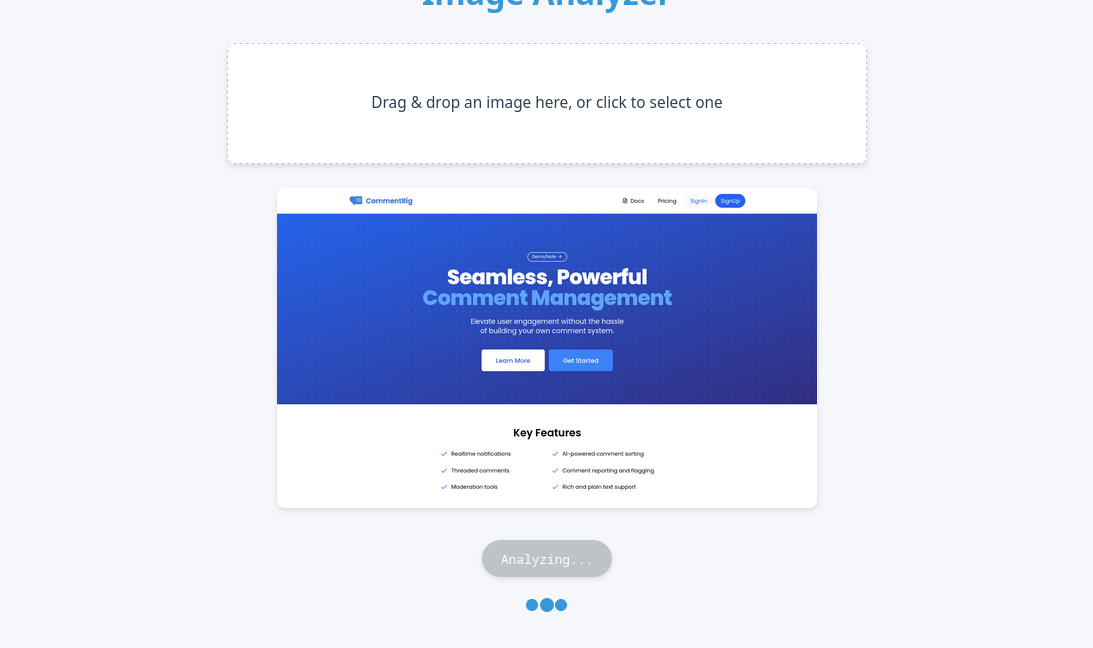 Image Analyzer
Drag & drop an image here, or click to select one
CommentRig
Docs Pricing SignIn SignUp
Demo/Note →
Seamless, Powerful
Comment Management
Elevate user engagement without the hassle
of building your own comment system.
Learn More Get Started
Key Features
Realtime notifications AI-powered comment sorting
Threaded comments Comment reporting and flagging
Moderation tools Rich and plain text support
Analyzing...